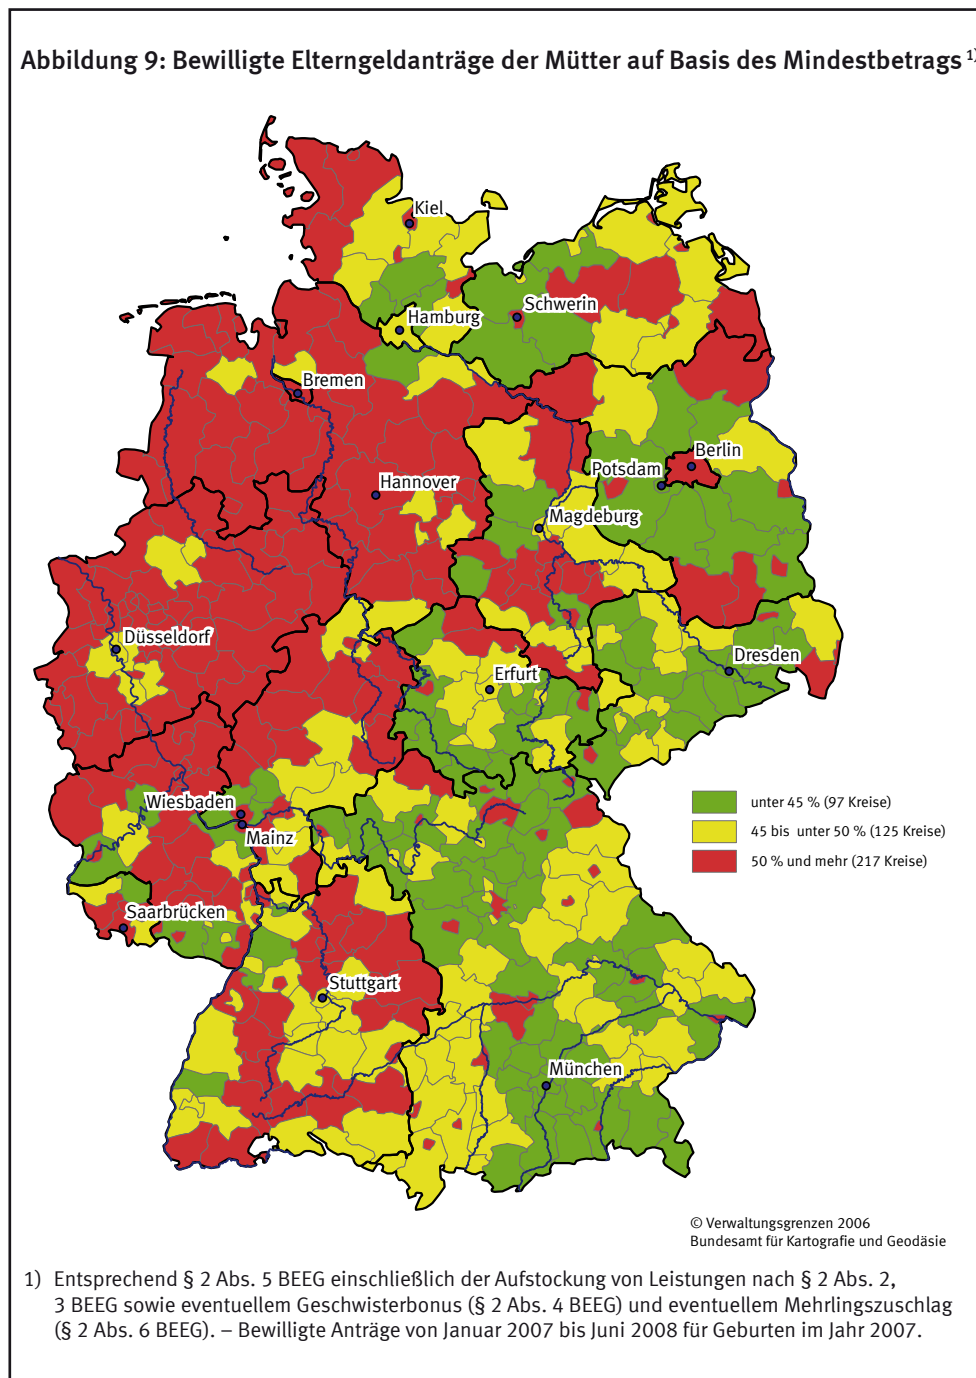 Abbildung 9: Bewilligte Elterngeldanträge der Mütter auf Basis des Mindestbetrags 1)
Kiel
Schwerin
Hamburg
Bremen
Berlin
Potsdam
Hannover
Magdeburg
Düsseldorf
Dresden
Erfurt
Wiesbaden
Mainz
Saarbrücken
Stuttgart
München
unter 45 % (97 Kreise)
45 bis unter 50 % (125 Kreise)
50 % und mehr (217 Kreise)
© Verwaltungsgrenzen 2006
Bundesamt für Kartografie und Geodäsie
1) Entsprechend § 2 Abs. 5 BEEG einschließlich der Aufstockung von Leistungen nach § 2 Abs. 2,
3 BEEG sowie eventuellem Geschwisterbonus (§ 2 Abs. 4 BEEG) und eventuellem Mehrlingszuschlag
(§ 2 Abs. 6 BEEG). – Bewilligte Anträge von Januar 2007 bis Juni 2008 für Geburten im Jahr 2007.